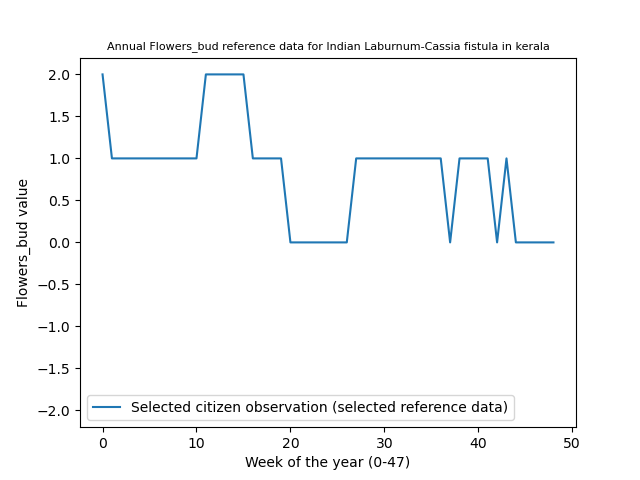 Annual Flowers_bud reference data for Indian Laburnum-Cassia fistula in kerala
2.0
1.5
1.0
0.5
0.0
−0.5
−1.0
−1.5
−2.0
Flowers_bud value
Selected citizen observation (selected reference data)
0 10 20 30 40 50
Week of the year (0-47)